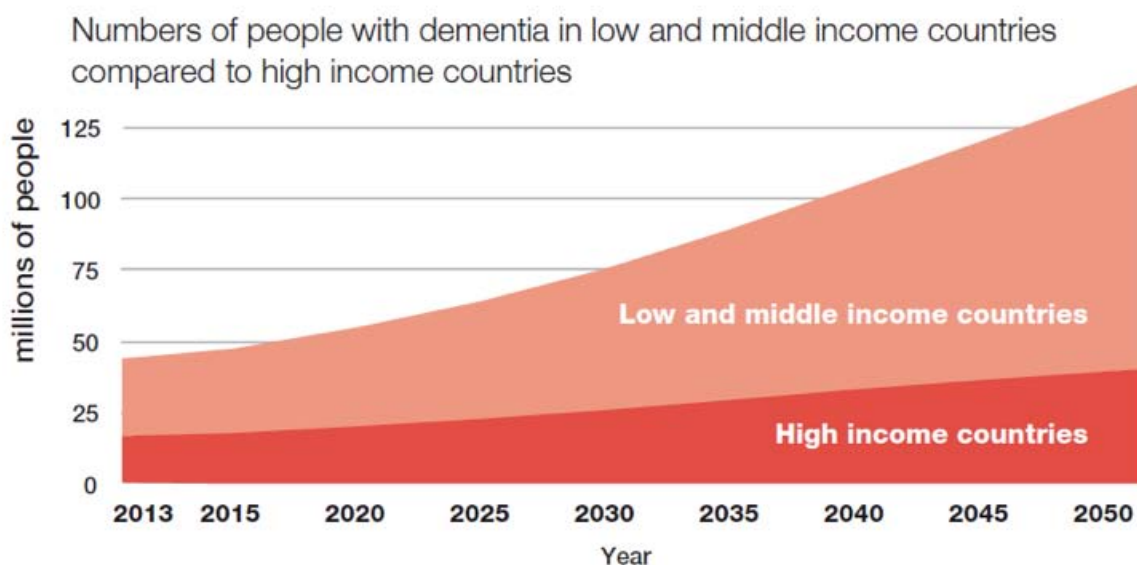 Numbers of people with dementia in low and middle income countries
compared to high income countries
millions of people
125
100
75
50
25
0
Low and middle income countries
High income countries
2013 2015 2020 2025 2030 2035 2040 2045 2050
Year